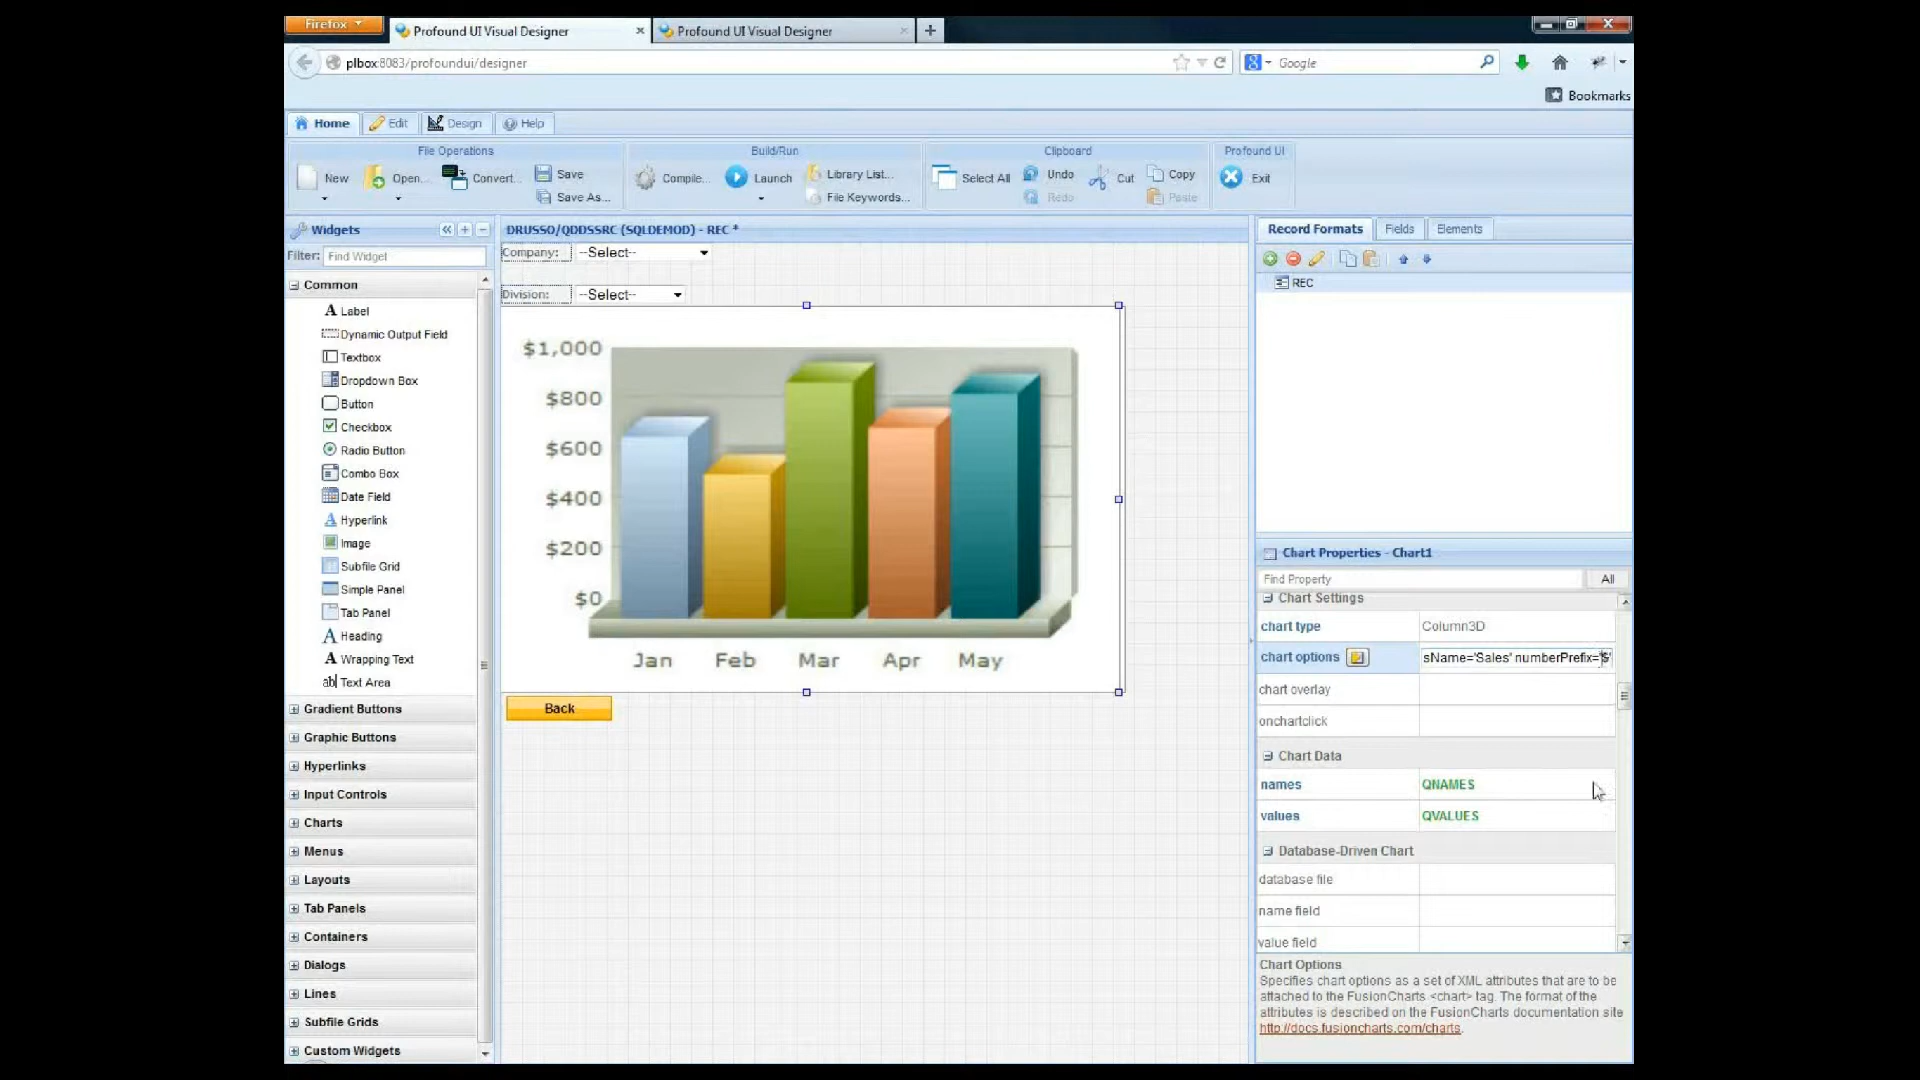 Firefox
Profound UI Visual Designer
Profound UI Visual Designer
plbox:8083/profoundui/designer
Google
Bookmarks
Home
Edit
Design
Help
File Operations
Build/Run
Clipboard
Profound UI
New
Open...
Convert...
Save
Save As...
Compile...
Launch
Library List...
File Keywords...
Select All
Undo
Redo
Cut
Copy
Paste
Exit
Widgets
Filter:
Find Widget
Common
Label
Dynamic Output Field
Textbox
Dropdown Box
Button
Checkbox
Radio Button
Combo Box
Date Field
Hyperlink
Image
Subfile Grid
Simple Panel
Tab Panel
Heading
Wrapping Text
Text Area
Gradient Buttons
Graphic Buttons
Hyperlinks
Input Controls
Charts
Menus
Layouts
Tab Panels
Containers
Dialogs
Lines
Subfile Grids
Custom Widgets
DRUSSO/QDDSSRC (SQLDEMOD) - REC *
Company:
--Select--
Division:
--Select--
$1,000
$800
$600
$400
$200
$0
Jan Feb Mar Apr May
Back
Record Formats
Fields
Elements
REC
Chart Properties - Chart1
Find Property
All
Chart Settings
chart type
Column3D
chart options
sName='Sales' numberPrefix='$'
chart overlay
onchartclick
Chart Data
names
QNAMES
values
QVALUES
Database-Driven Chart
database file
name field
value field
Chart Options
Specifies chart options as a set of XML attributes that are to be
attached to the FusionCharts <chart> tag. The format of the
attributes is described on the FusionCharts documentation site
http://docs.fusioncharts.com/charts.